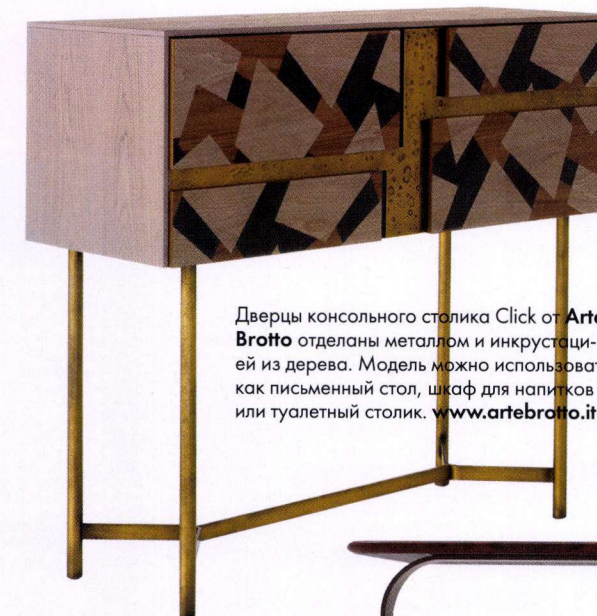 Дверцы консольного столика Click от Arte
Brotto отделаны металлом и инкрустаци-
ей из дерева. Модель можно использоват
как письменный стол, шкаф для напитков
или туалетный столик. www.artebrotto.it